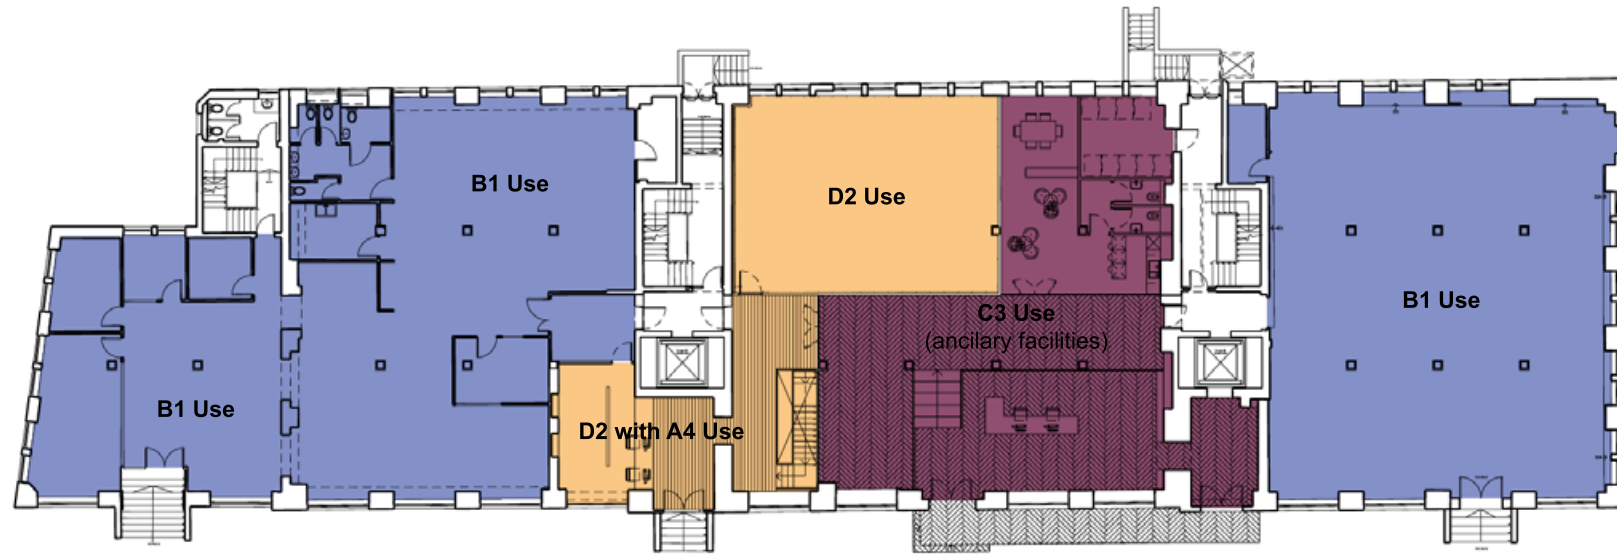 B1 Use
D2 Use
C3 Use
(ancilary facilities)
B1 Use
B1 Use
D2 with A4 Use